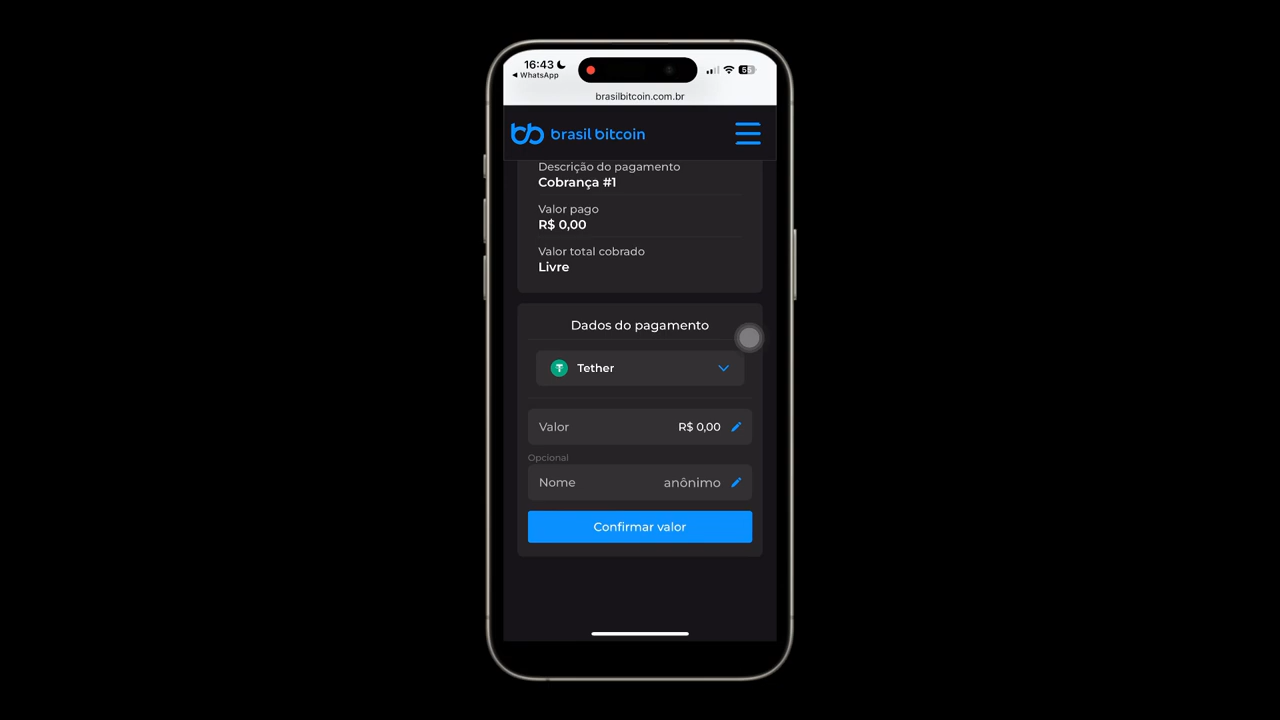 16:43
WhatsApp
brasilbitcoin.com.br
brasil bitcoin
Descrição do pagamento
Cobrança #1
Valor pago
R$ 0,00
Valor total cobrado
Livre
Dados do pagamento
Tether
Valor R$ 0,00
Opcional
Nome anônimo
Confirmar valor